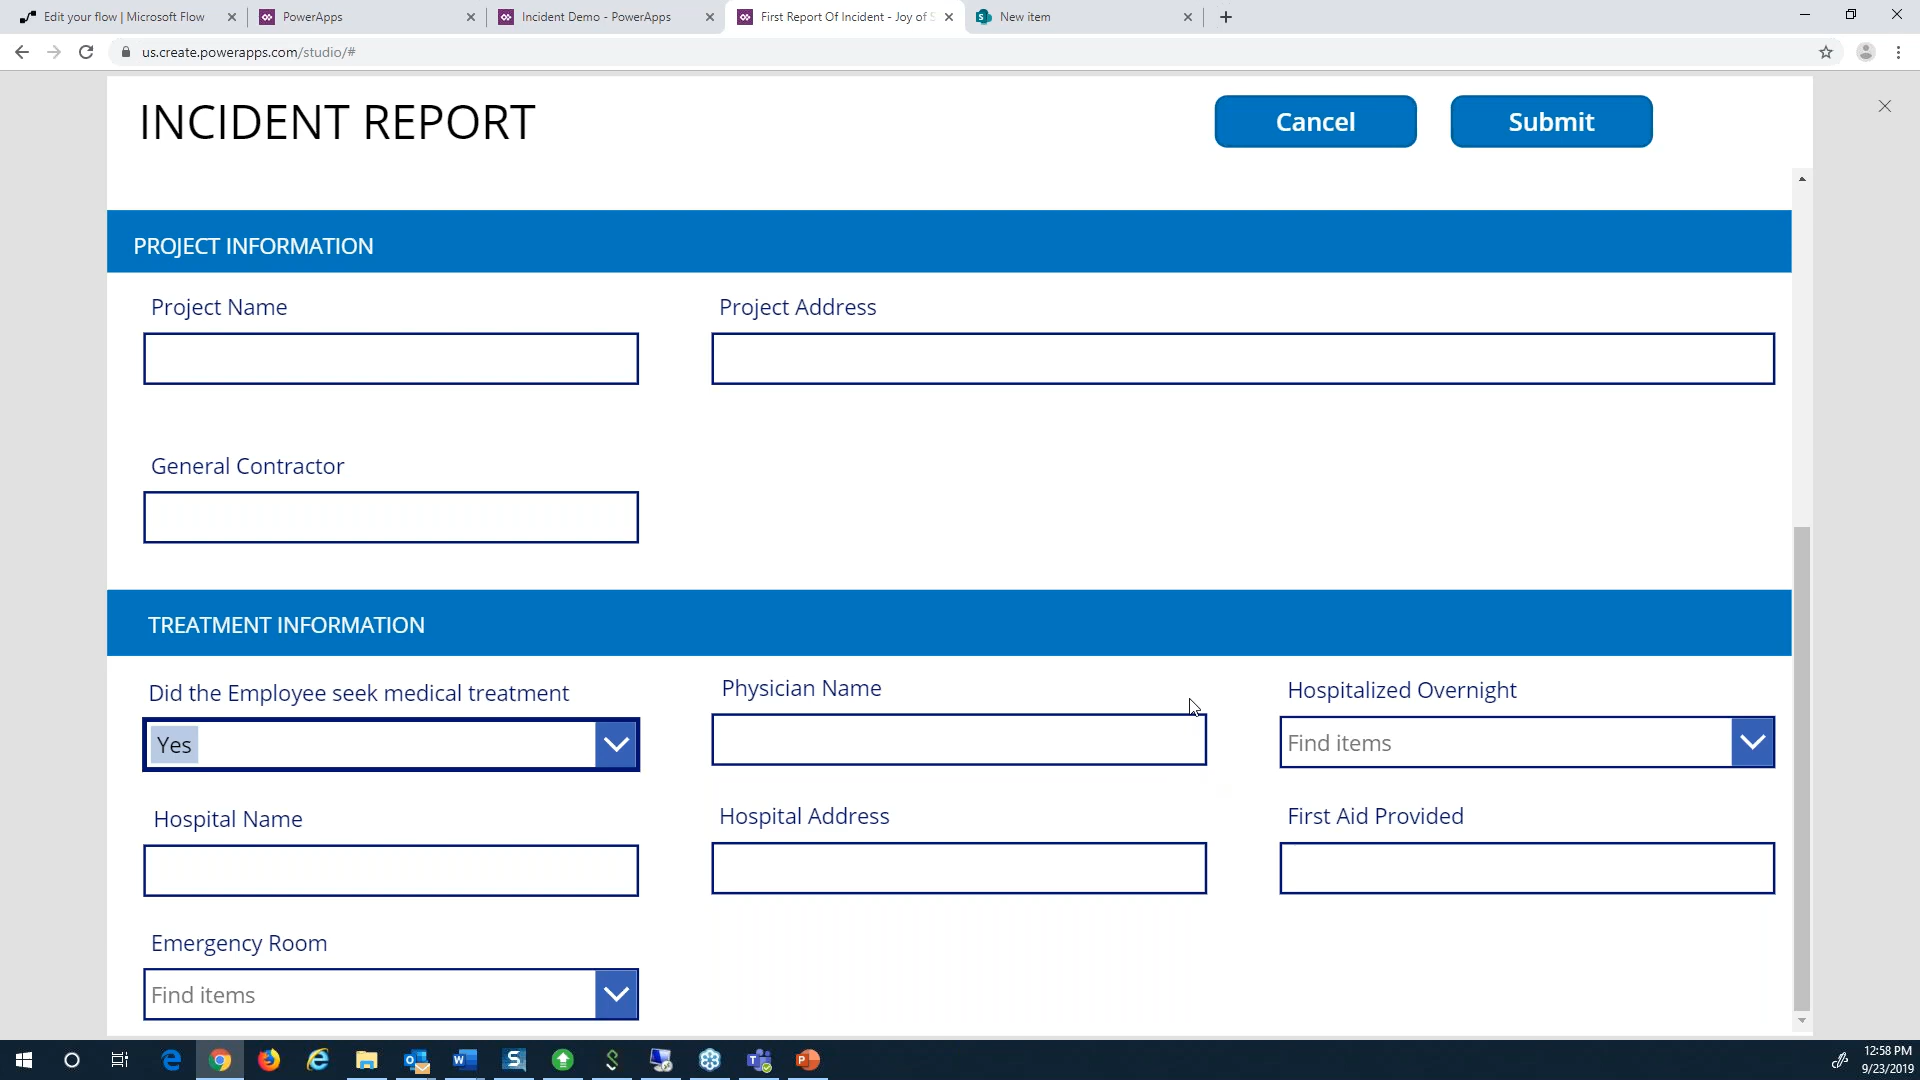 Edit your flow | Microsoft Flow
PowerApps
Incident Demo - PowerApps
First Report Of Incident - Joy of S
New item
us.create.powerapps.com/studio/#
INCIDENT REPORT
Cancel
Submit
PROJECT INFORMATION
Project Name
Project Address
General Contractor
TREATMENT INFORMATION
Did the Employee seek medical treatment
Physician Name
Hospitalized Overnight
Yes
Find items
Hospital Name
Hospital Address
First Aid Provided
Emergency Room
Find items
12:58 PM
9/23/2019